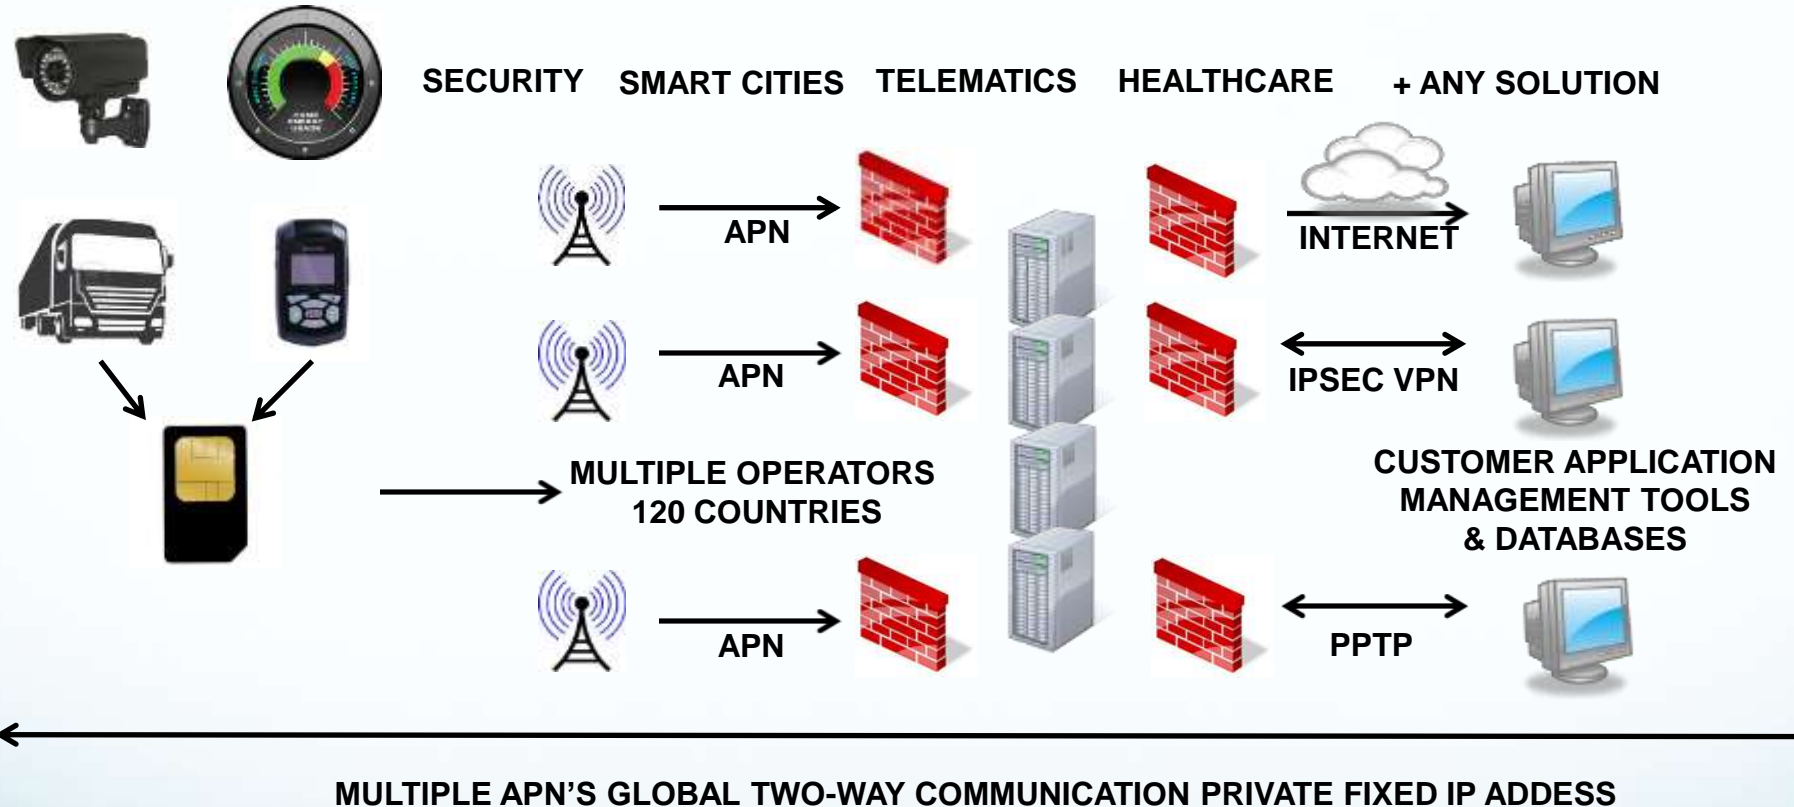 SECURITY SMART CITIES TELEMATICS HEALTHCARE + ANY SOLUTION
APN
INTERNET
APN
IPSEC VPN
MULTIPLE OPERATORS
120 COUNTRIES
CUSTOMER APPLICATION
MANAGEMENT TOOLS
& DATABASES
APN
PPTP
MULTIPLE APN'S GLOBAL TWO-WAY COMMUNICATION PRIVATE FIXED IP ADDESS